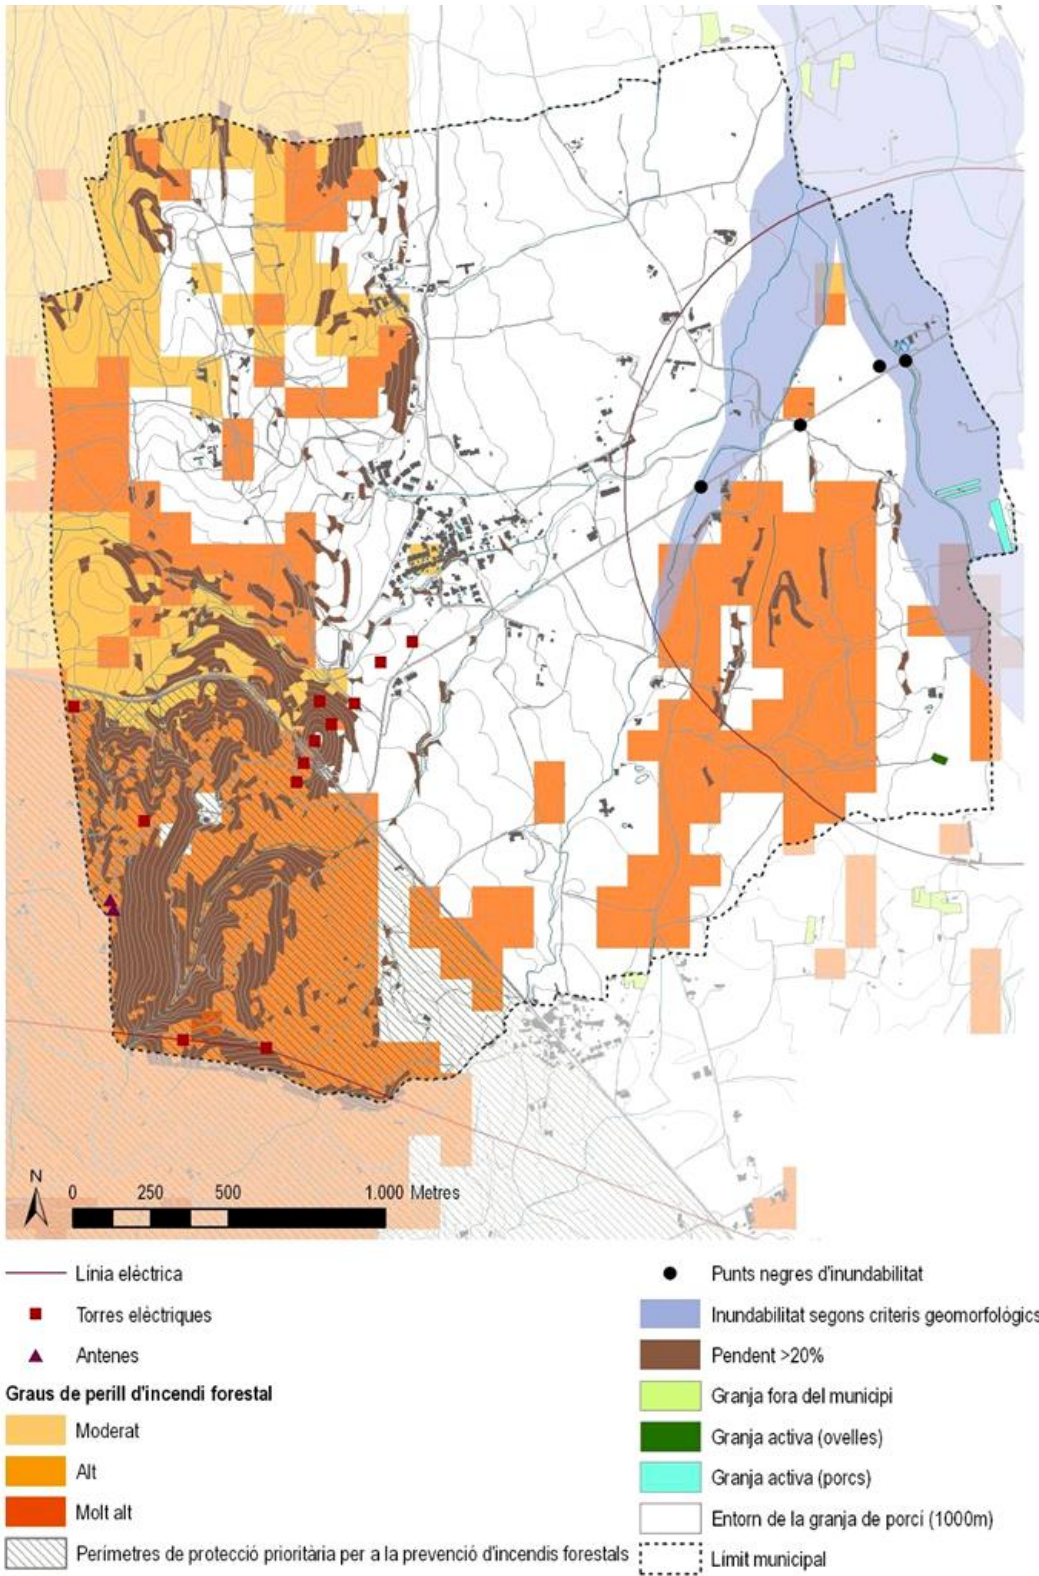 N
0 250 500 1.000 Metres
Línia elèctrica
Torres elèctriques
Antenes
Graus de perill d'incendi forestal
Moderat
Alt
Molt alt
Perímetres de protecció prioritària per a la prevenció d'incendis forestals
Punts negres d'inundabilitat
Inundabilitat segons criteris geomorfològics
Pendent >20%
Granja fora del municipi
Granja activa (ovelles)
Granja activa (porcs)
Entorn de la granja de porcí (1000m)
Límit municipal